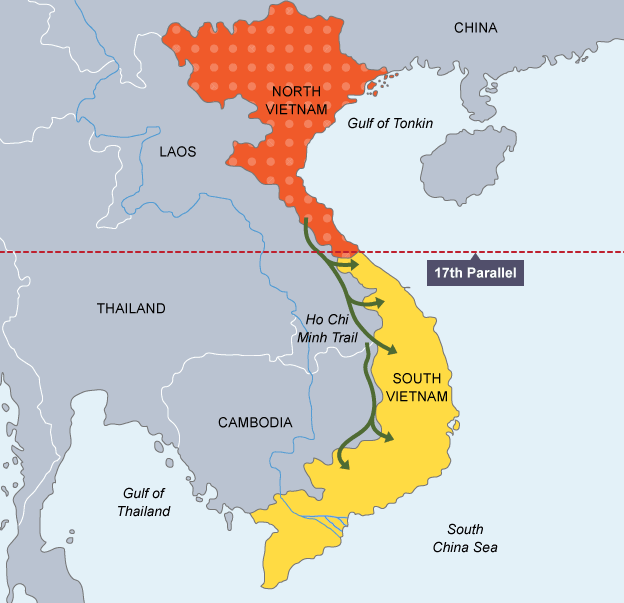 CHINA
NORTH
VIETNAM
Gulf of Tonkin
LAOS
17th Parallel
THAILAND
Ho Chi
Minh Trail
SOUTH
VIETNAM
CAMBODIA
Gulf of
Thailand
South
China Sea